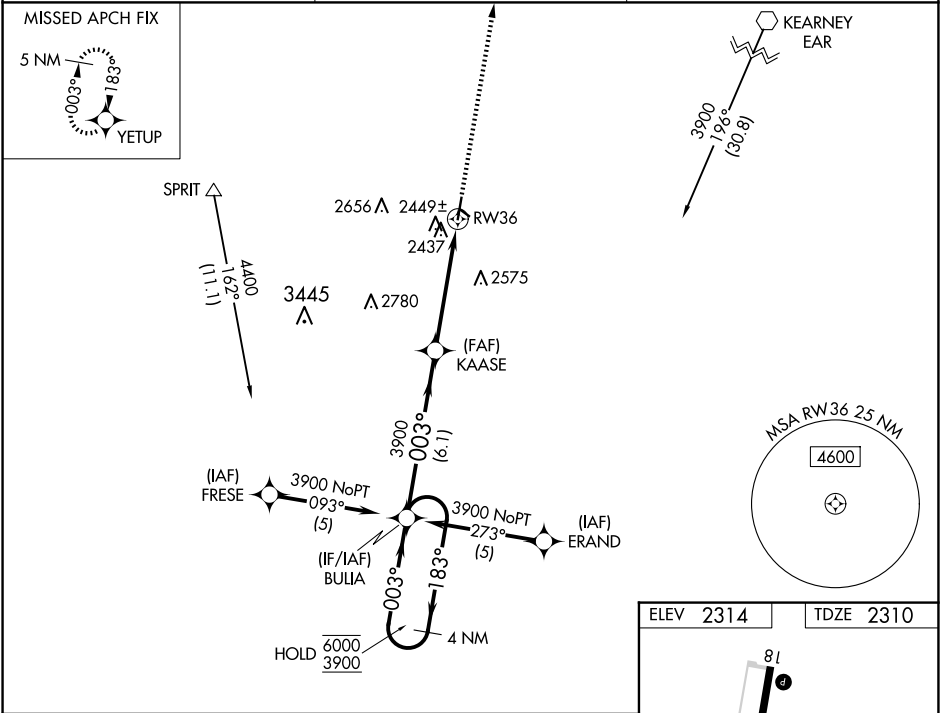 MISSED APCH FIX
5 NM
003°
183°
YETUP
KEARNEY
EAR
3900
196°
(30.8)
SPRIT
4400
162°
(11.1)
2656
2449±
RW36
2437
2575
3445
2780
(FAF)
KAASE
3900
003°
(6.1)
MSA RW36 25 NM
4600
(IAF)
FRESE
3900 NoPT
093°
(5)
3900 NoPT
273°
(5)
(IAF)
ERAND
(IF/IAF)
BULIA
003°
183°
HOLD
6000
3900
4 NM
ELEV 2314
TDZE 2310
18
P